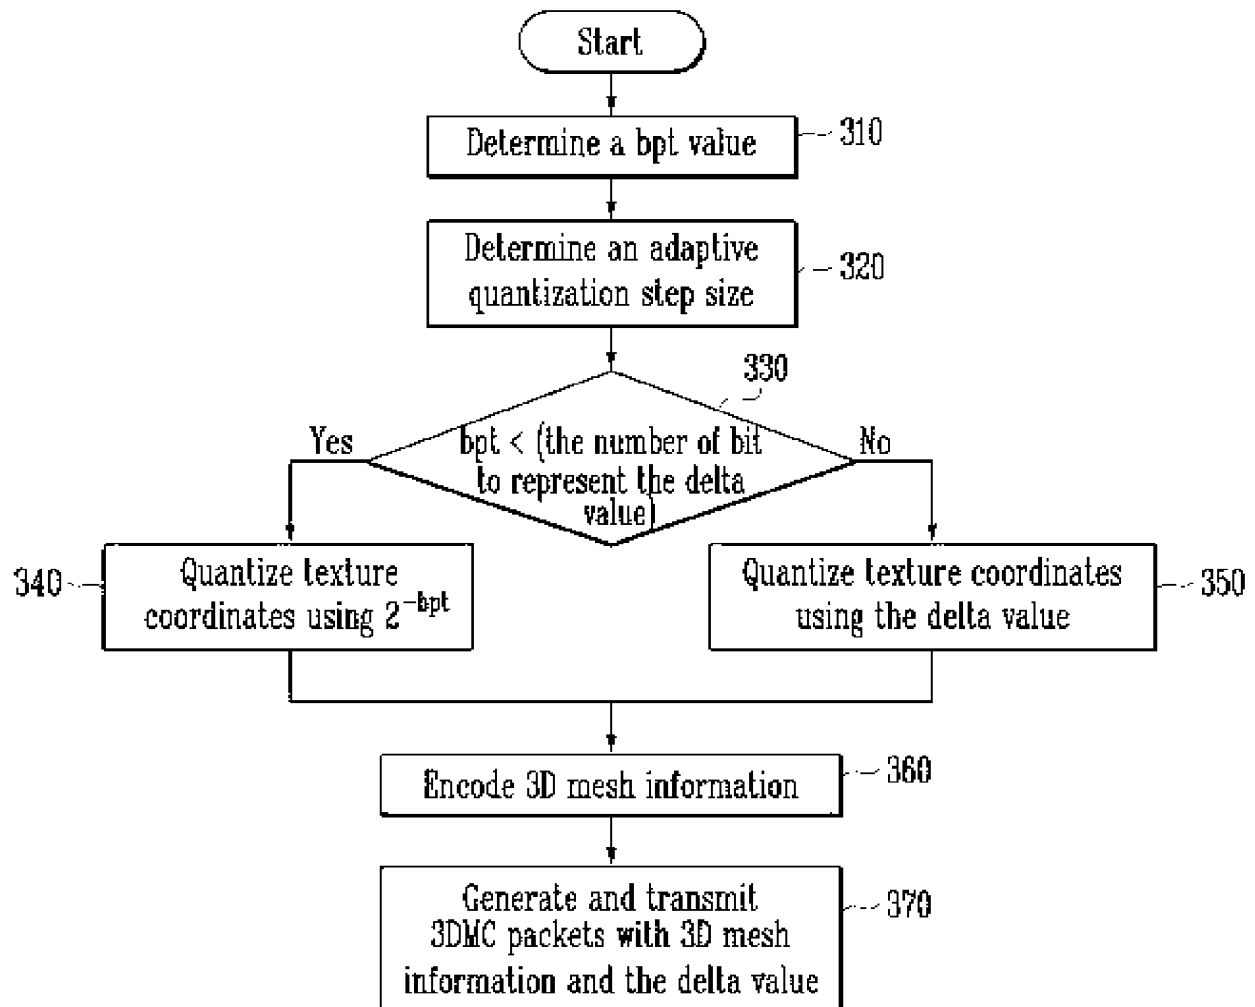 Start
Determine a bpt value
310
Determine an adaptive
quantization step size
320
330
Yes
bpt < (the number of bit
to represent the delta
value)
No
340
Quantize texture
coordinates using 2^-bpt
Quantize texture coordinates
using the delta value
350
Encode 3D mesh information
360
Generate and transmit
3DMC packets with 3D mesh
information and the delta value
370